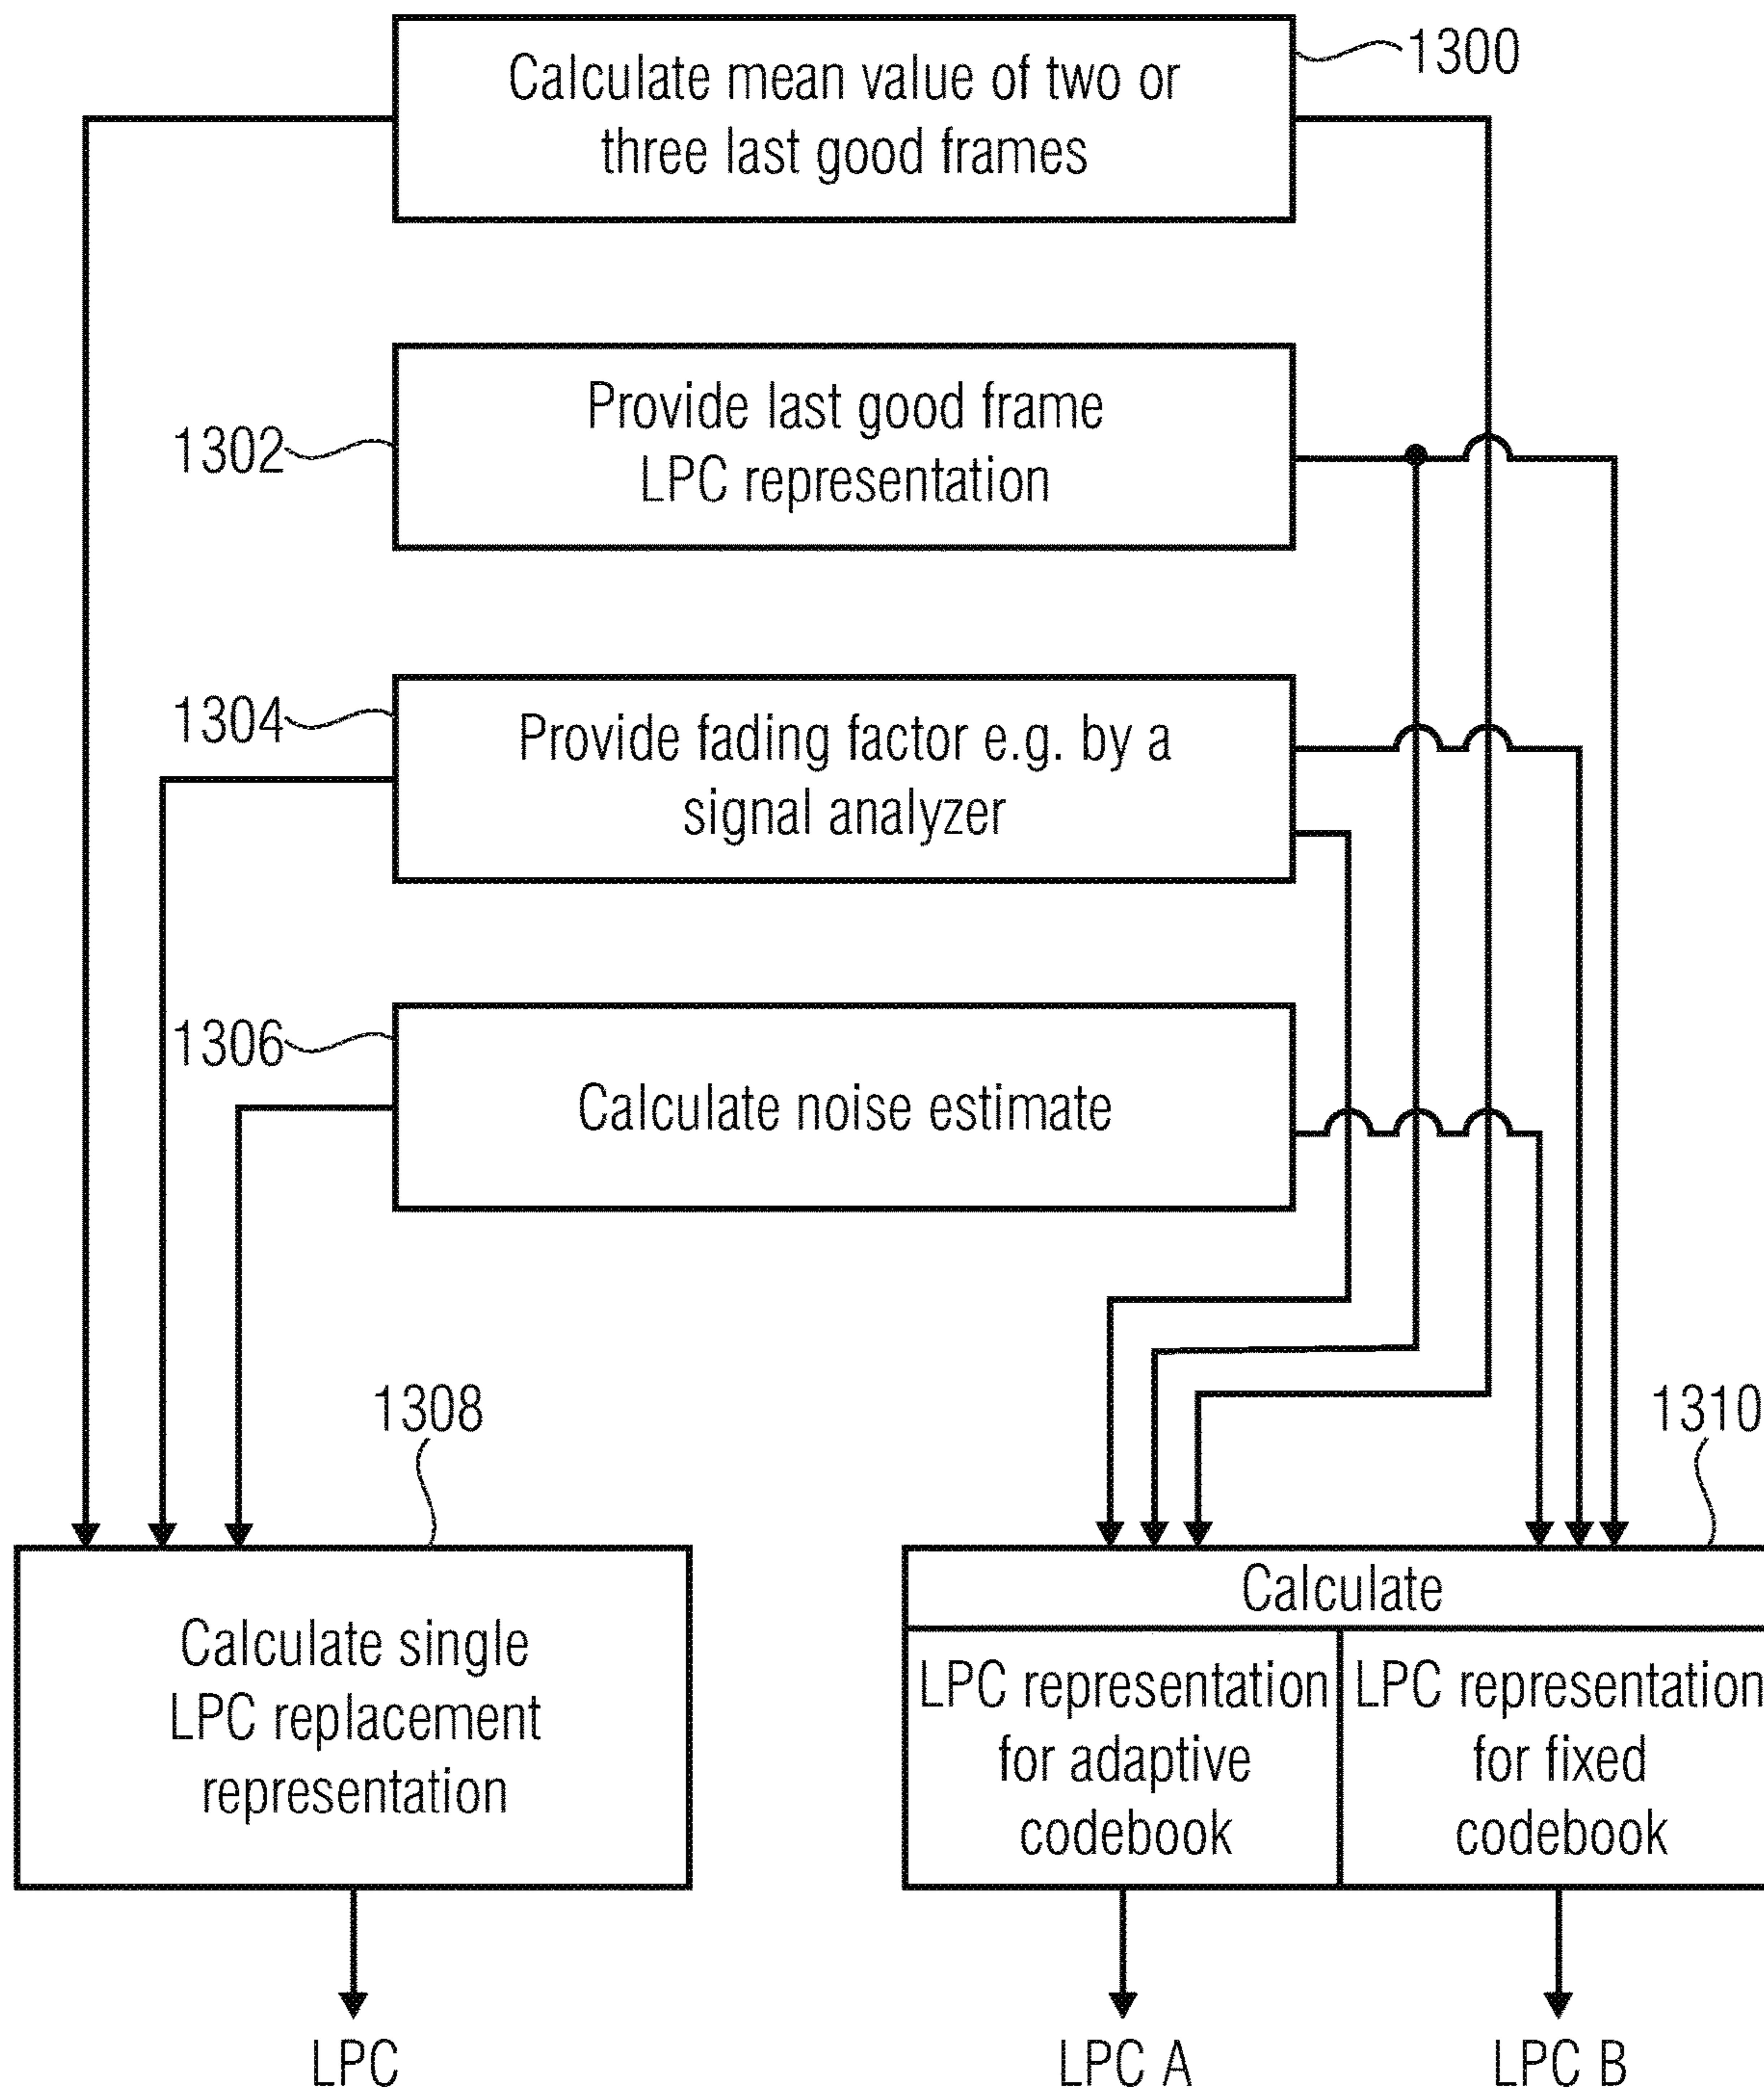 Calculate mean value of two or
three last good frames
1300
Provide last good frame
LPC representation
1302
1304
Provide fading factor e.g. by a
signal analyzer
1306
Calculate noise estimate
1308
1310
Calculate single
LPC replacement
representation
Calculate
LPC representation
for adaptive
codebook
LPC representation
for fixed
codebook
LPC
LPC A
LPC B